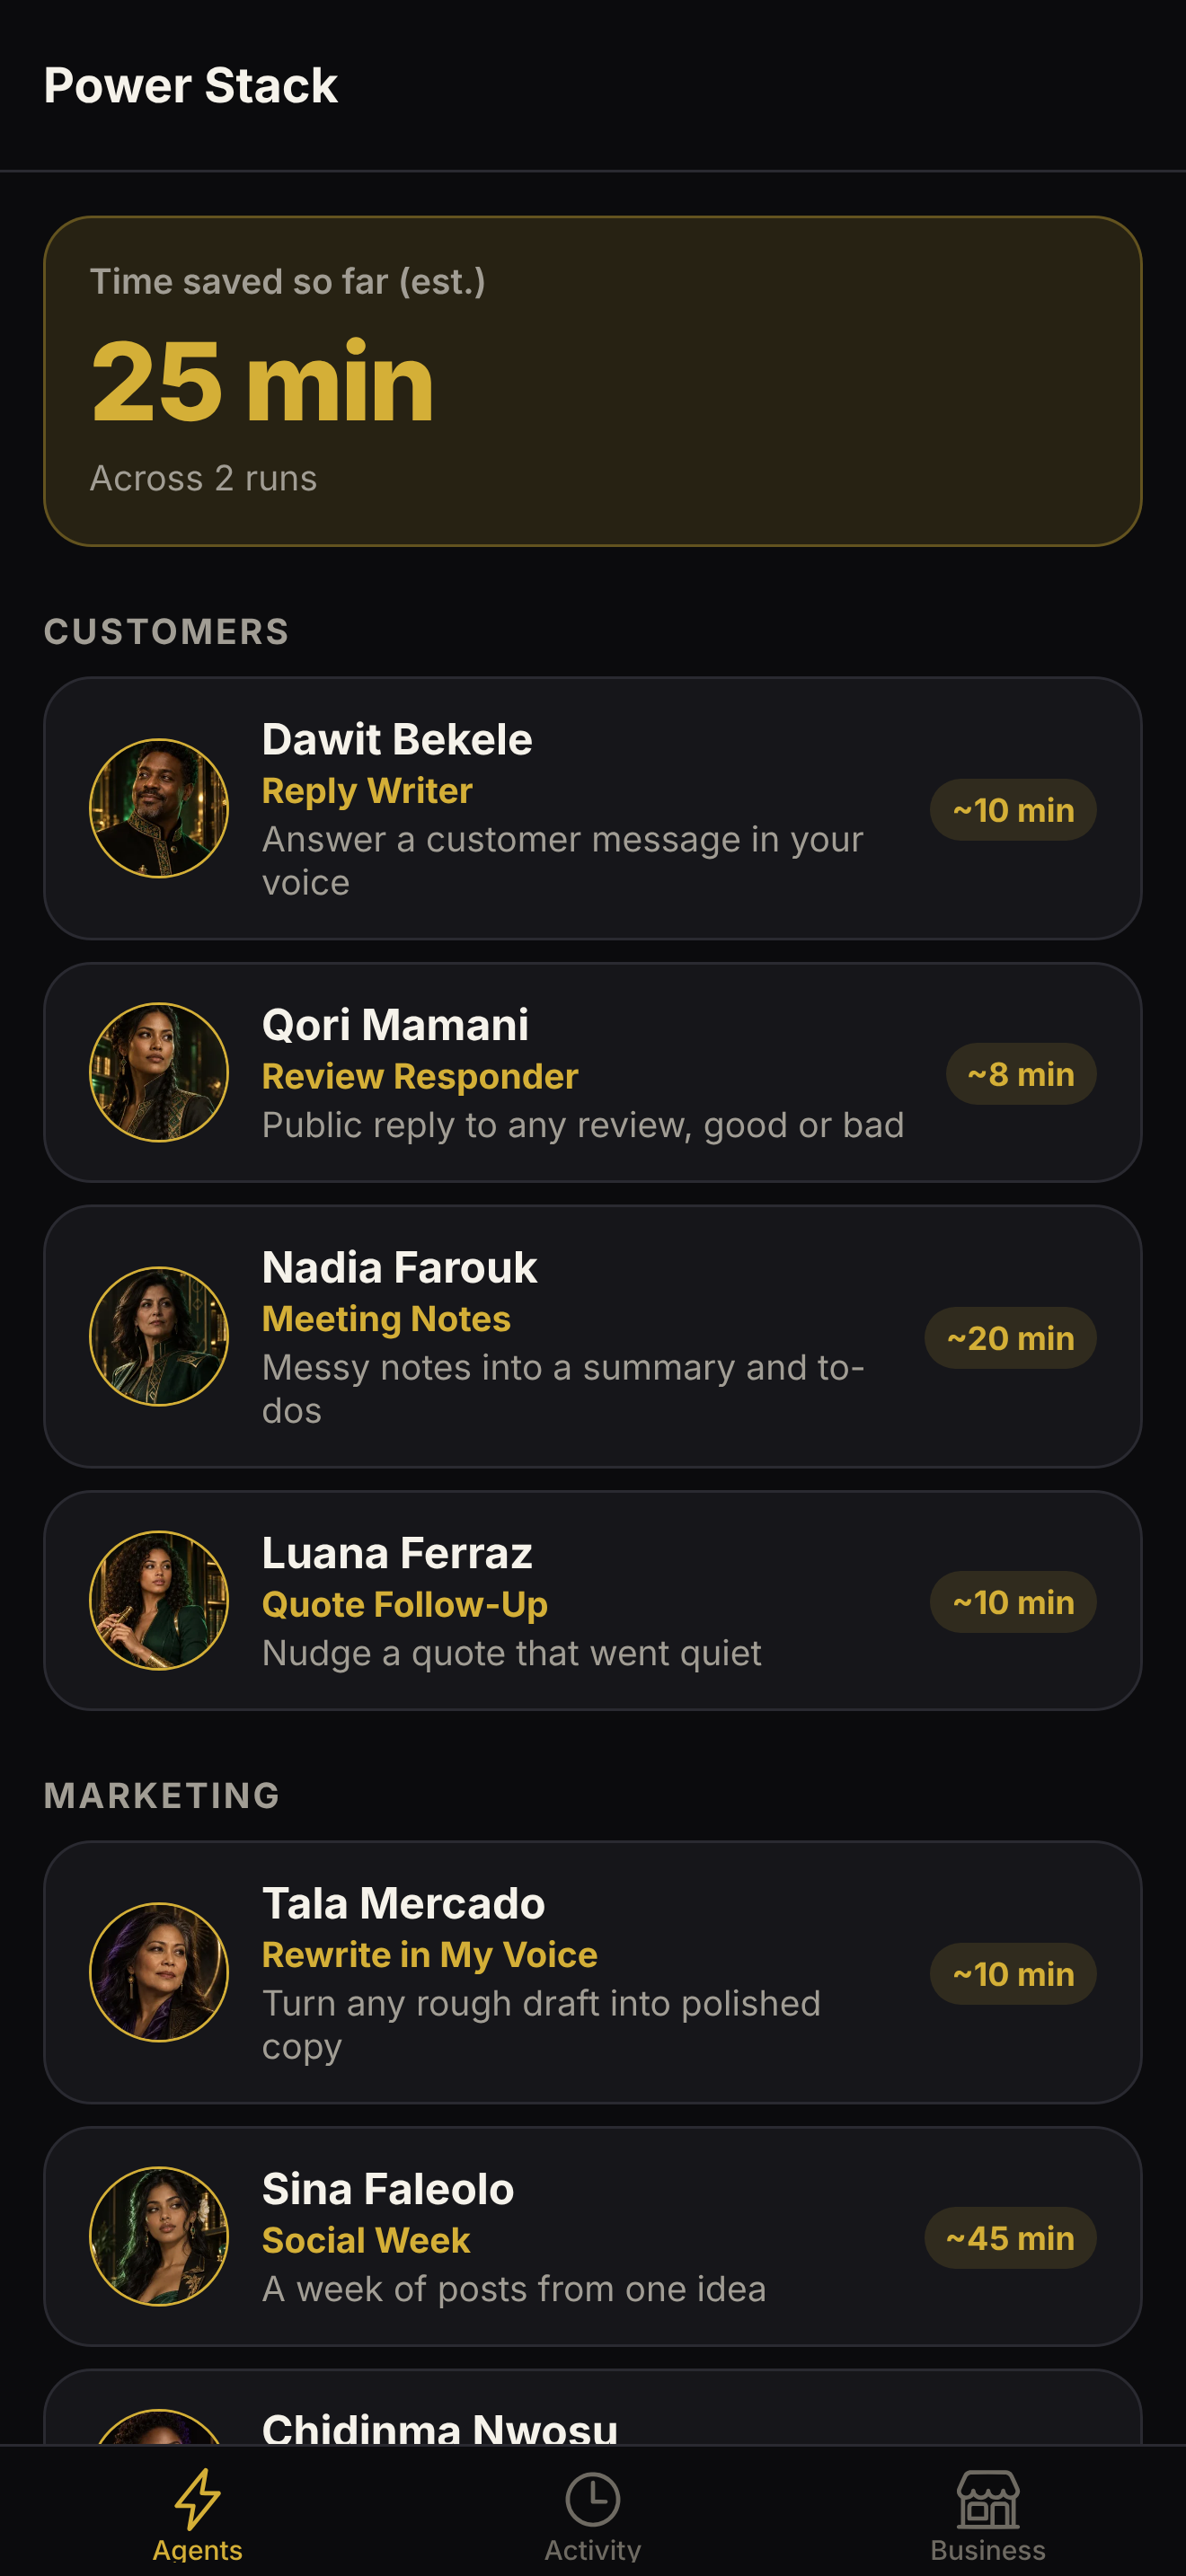 Power Stack
Time saved so far (est.)
25 min
Across 2 runs
CUSTOMERS
Dawit Bekele
Reply Writer
Answer a customer message in your
voice
~10 min
Qori Mamani
Review Responder
Public reply to any review, good or bad
~8 min
Nadia Farouk
Meeting Notes
Messy notes into a summary and to-
dos
~20 min
Luana Ferraz
Quote Follow-Up
Nudge a quote that went quiet
~10 min
MARKETING
Tala Mercado
Rewrite in My Voice
Turn any rough draft into polished
copy
~10 min
Sina Faleolo
Social Week
A week of posts from one idea
~45 min
Chidinma Nwosu
Agents
Activity
Business